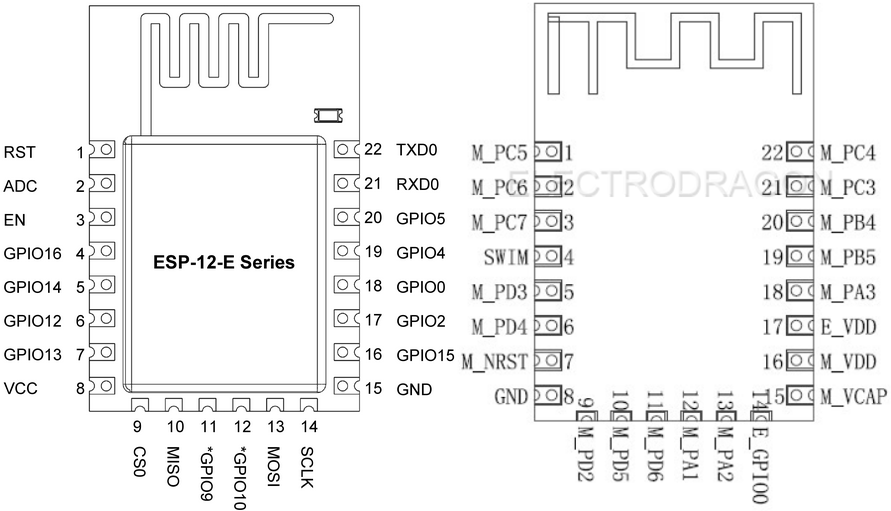 RST 1
22 TXD0
ADC 2
21 RXD0
EN 3
20 GPIO5
GPIO16 4
19 GPIO4
GPIO14 5
18 GPIO0
GPIO12 6
17 GPIO2
GPIO13 7
16 GPIO15
VCC 8
15 GND
ESP-12-E Series
9 10 11 12 13 14
CS0
MISO
*GPIO9
*GPIO10
MOSI
SCLK
ELECTRODRAGON
M_PC5 1
22 M_PC4
M_PC6 2
21 M_PC3
M_PC7 3
20 M_PB4
SWIM 4
19 M_PB5
M_PD3 5
18 M_PA3
M_PD4 6
17 E_VDD
M_NRST 7
16 M_VDD
GND 8
15 M_VCAP
9 M_PD2
10 M_PD5
11 M_PD6
12 M_PA1
13 M_PA2
14 E_GPIO0